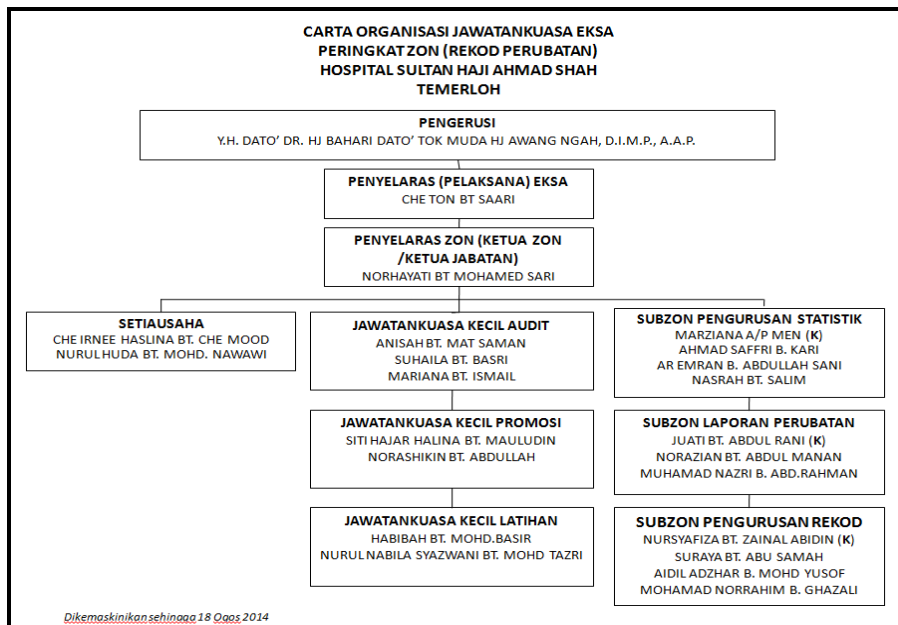 CARTA ORGANISASI JAWATANKUASA EKSA
PERINGKAT ZON (REKOD PERUBATAN)
HOSPITAL SULTAN HAJI AHMAD SHAH
TEMERLOH
PENGERUSI
Y.H. DATO' DR. HJ BAHARI DATO' TOK MUDA HJ AWANG NGAH, D.I.M.P., A.A.P.
PENYELARAS (PELAKSANA) EKSA
CHE TON BT SAARI
PENYELARAS ZON (KETUA ZON
/KETUA JABATAN)
NORHAYATI BT MOHAMED SARI
SETIAUSAHA
CHE IRNEE HASLINA BT. CHE MOOD
NURUL HUDA BT. MOHD. NAWAWI
JAWATANKUASA KECIL AUDIT
ANISAH BT. MAT SAMAN
SUHAILA BT. BASRI
MARIANA BT. ISMAIL
JAWATANKUASA KECIL PROMOSI
SITI HAJAR HALINA BT. MAULUDIN
NORASHIKIN BT. ABDULLAH
JAWATANKUASA KECIL LATIHAN
HABIBAH BT. MOHD.BASIR
NURUL NABILA SYAZWANI BT. MOHD TAZRI
SUBZON PENGURUSAN STATISTIK
MARZIANA A/P MEN (K)
AHMAD SAFFRI B. KARI
AR EMRAN B. ABDULLAH SANI
NASRAH BT. SALIM
SUBZON LAPORAN PERUBATAN
JUATI BT. ABDUL RANI (K)
NORAZIAN BT. ABDUL MANAN
MUHAMAD NAZRI B. ABD.RAHMAN
SUBZON PENGURUSAN REKOD
NURSYAFIZA BT. ZAINAL ABIDIN (K)
SURAYA BT. ABU SAMAH
AIDIL ADZHAR B. MOHD YUSOF
MOHAMAD NORRAHIM B. GHAZALI
Dikemaskinikan sehingga 18 Ogos 2014